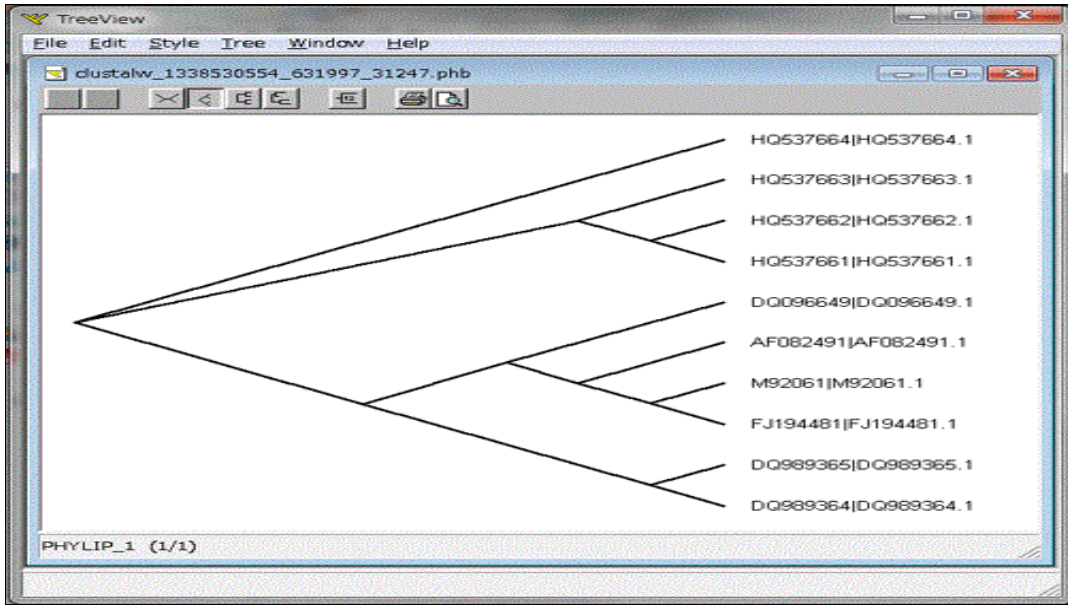 TreeView
File Edit Style Tree Window Help
clustalw_1338530554_631997_31247.phb
HQ537664|HQ537664.1
HQ537663|HQ537663.1
HQ537662|HQ537662.1
HQ537661|HQ537661.1
DQ096649|DQ096649.1
AF082491|AF082491.1
M92061|M92061.1
FJ194481|FJ194481.1
DQ989365|DQ989365.1
DQ989364|DQ989364.1
PHYLIP_1 (1/1)